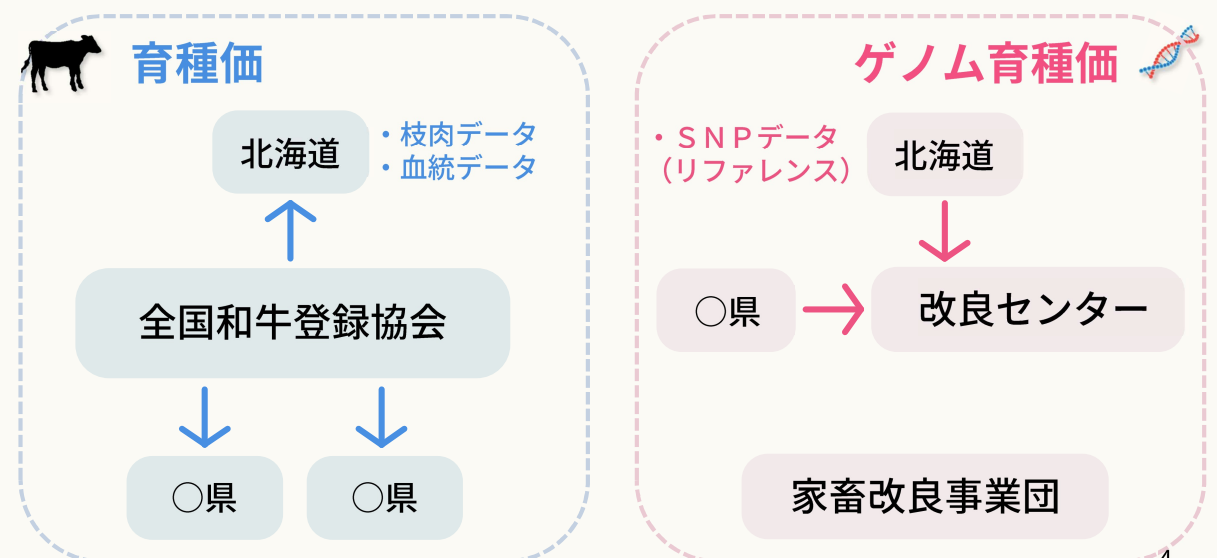 育種価
北海道
・枝肉データ
・血統データ
全国和牛登録協会
〇県
〇県
ゲノム育種価
・ＳＮＰデータ
（リファレンス）
北海道
〇県
改良センター
家畜改良事業団
4